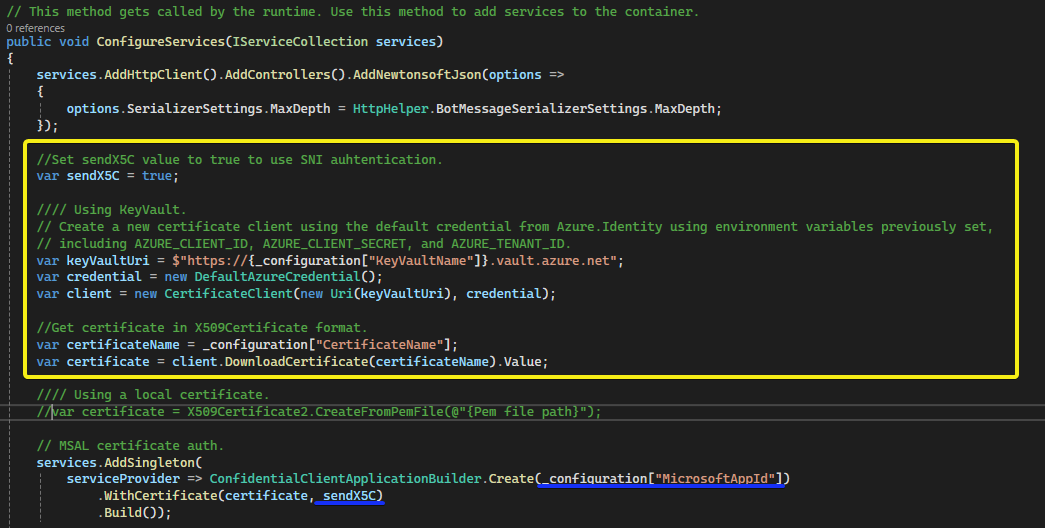 // This method gets called by the runtime. Use this method to add services to the container.
0 references
public void ConfigureServices(IServiceCollection services)
{
services.AddHttpClient().AddControllers().AddNewtonsoftJson(options =>
{
options.SerializerSettings.MaxDepth = HttpHelper.BotMessageSerializerSettings.MaxDepth;
});
//Set sendX5C value to true to use SNI auhtentication.
var sendX5C = true;
//// Using KeyVault.
// Create a new certificate client using the default credential from Azure.Identity using environment variables previously set,
// including AZURE_CLIENT_ID, AZURE_CLIENT_SECRET, and AZURE_TENANT_ID.
var keyVaultUri = $"https://{_configuration["KeyVaultName"]}.vault.azure.net";
var credential = new DefaultAzureCredential();
var client = new CertificateClient(new Uri(keyVaultUri), credential);
//Get certificate in X509Certificate format.
var certificateName = _configuration["CertificateName"];
var certificate = client.DownloadCertificate(certificateName).Value;
//// Using a local certificate.
//var certificate = X509Certificate2.CreateFromPemFile(@"{Pem file path}");
// MSAL certificate auth.
services.AddSingleton(
serviceProvider => ConfidentialClientApplicationBuilder.Create(_configuration["MicrosoftAppId"])
.WithCertificate(certificate, sendX5C)
.Build());